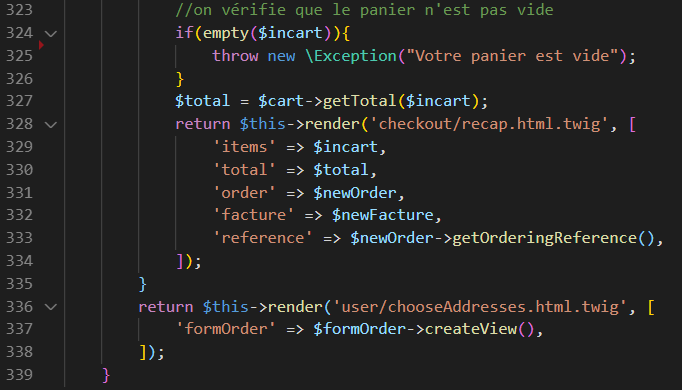 323 //on vérifie que le panier n'est pas vide
324 if(empty($incart)){
325 throw new \Exception("Votre panier est vide");
326 }
327 $total = $cart->getTotal($incart);
328 return $this->render('checkout/recap.html.twig', [
329 'items' => $incart,
330 'total' => $total,
331 'order' => $newOrder,
332 'facture' => $newFacture,
333 'reference' => $newOrder->getOrderingReference(),
334 ]);
335 }
336 return $this->render('user/chooseAddresses.html.twig', [
337 'formOrder' => $formOrder->createView(),
338 ]);
339 }